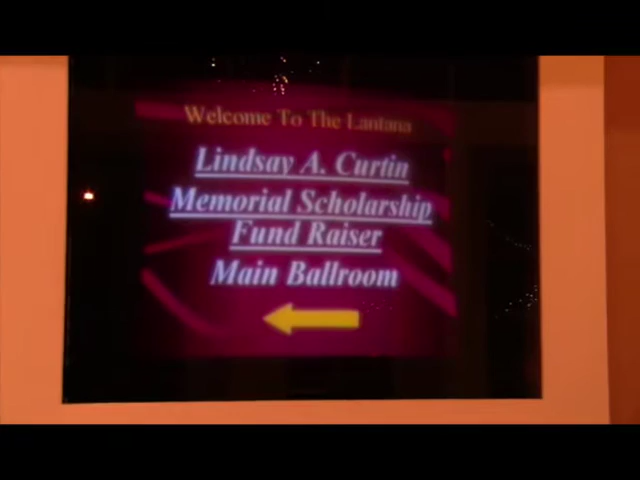 Welcome To The Lantana
Lindsay A. Curtin
Memorial Scholarship
Fund Raiser
Main Ballroom